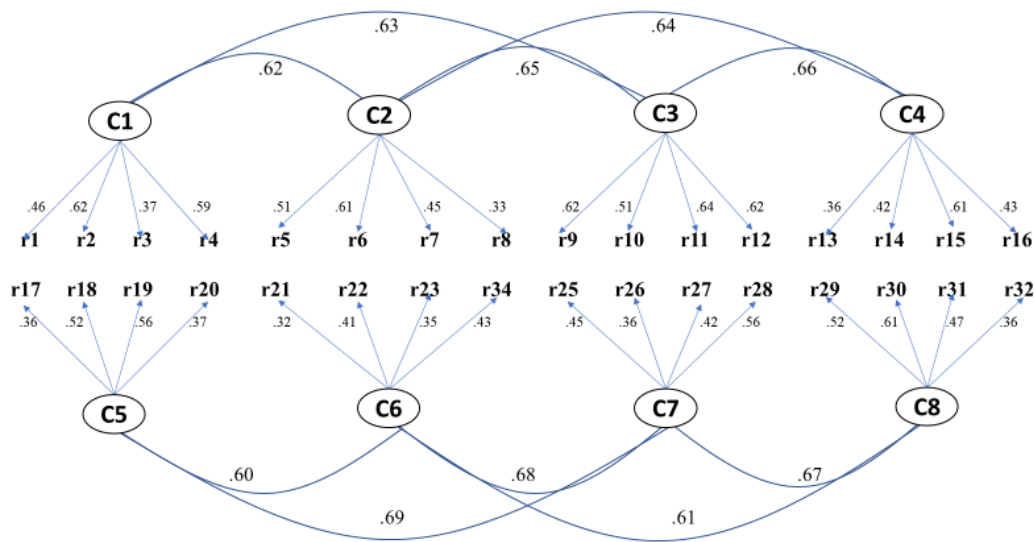 .63 .64
.62 .65 .66
C1 C2 C3 C4
.46 .62 .37 .59 .51 .61 .45 .33 .62 .51 .64 .62 .36 .42 .61 .43
r1 r2 r3 r4 r5 r6 r7 r8 r9 r10 r11 r12 r13 r14 r15 r16
r17 r18 r19 r20 r21 r22 r23 r34 r25 r26 r27 r28 r29 r30 r31 r32
.36 .52 .56 .37 .32 .41 .35 .43 .45 .36 .42 .56 .52 .61 .47 .36
C5 C6 C7 C8
.60 .68 .67
.69 .61